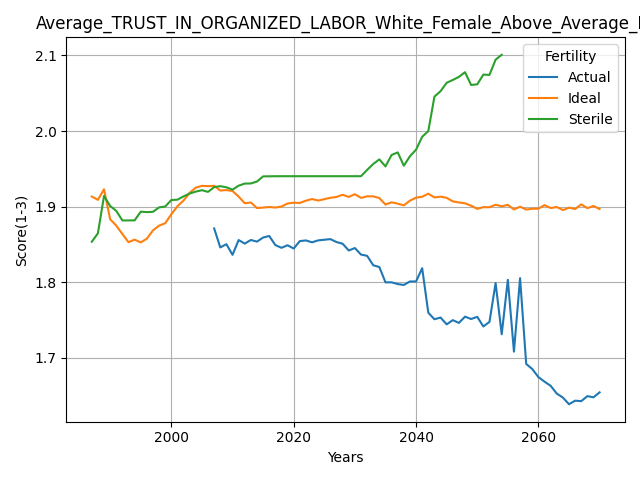 Average_TRUST_IN_ORGANIZED_LABOR_White_Female_Above_Average_
Fertility
Actual
Ideal
Sterile
2.1
2.0
1.9
1.8
1.7
Score(1-3)
2000 2020 2040 2060
Years